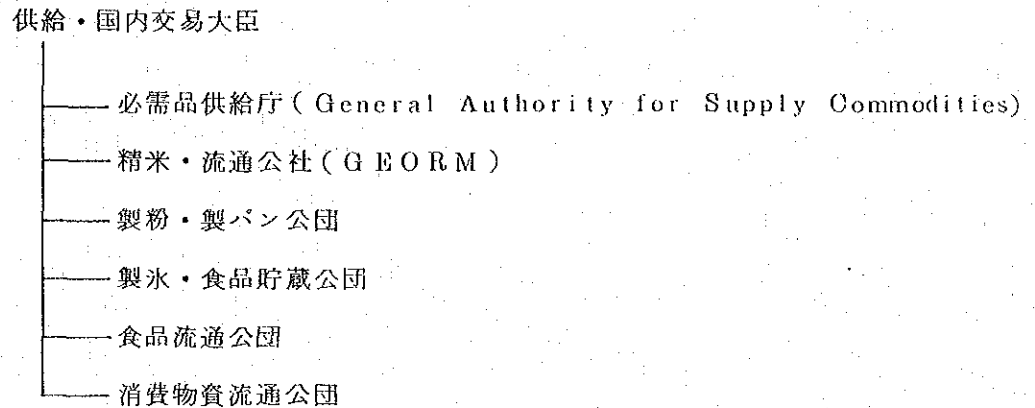 供給・国内交易大臣
必需品供給庁(General Authority for Supply Commodities)
精米・流通公社(GEORM)
製粉・製パン公団
製氷・食品貯蔵公団
食品流通公団
消費物資流通公団